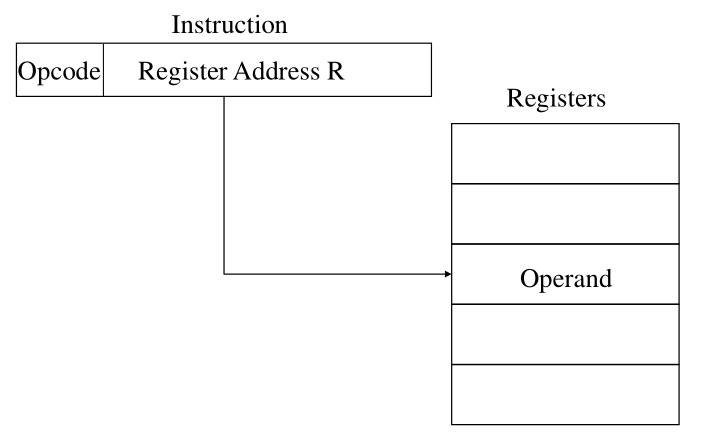 Instruction
Opcode
Register Address R
Registers
Operand